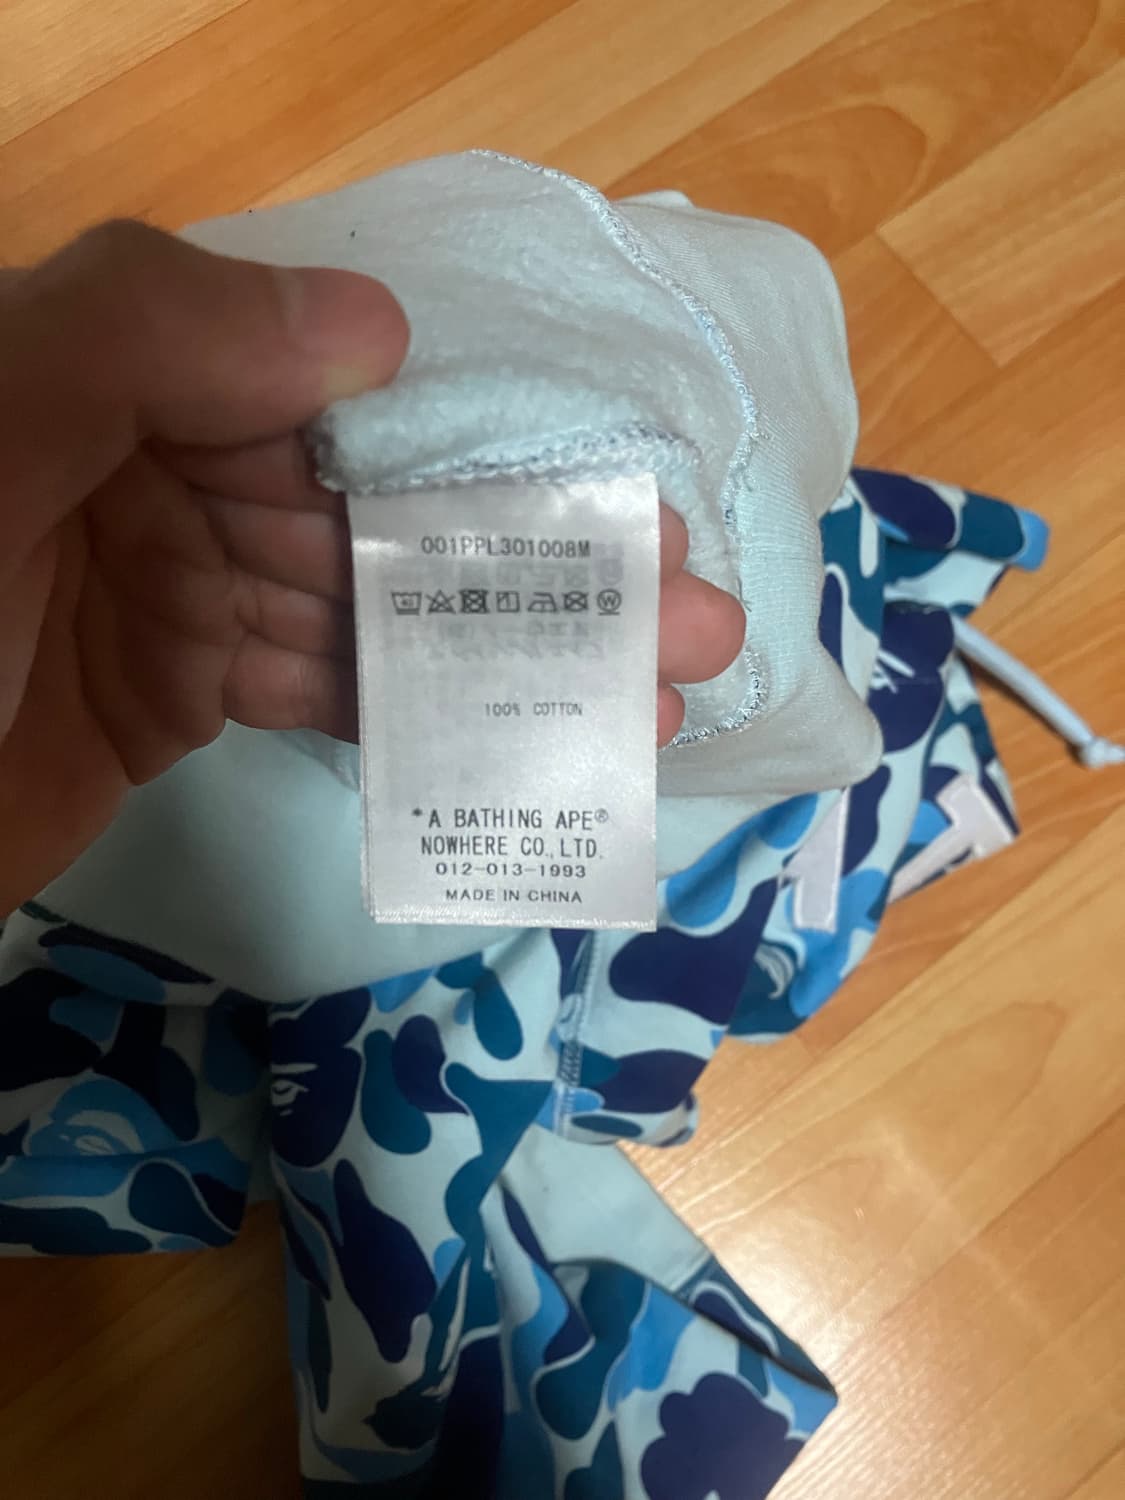 001PPL301008M
100% COTTON
*A BATHING APE®
NOWHERE CO.,LTD.
012-013-1993
MADE IN CHINA